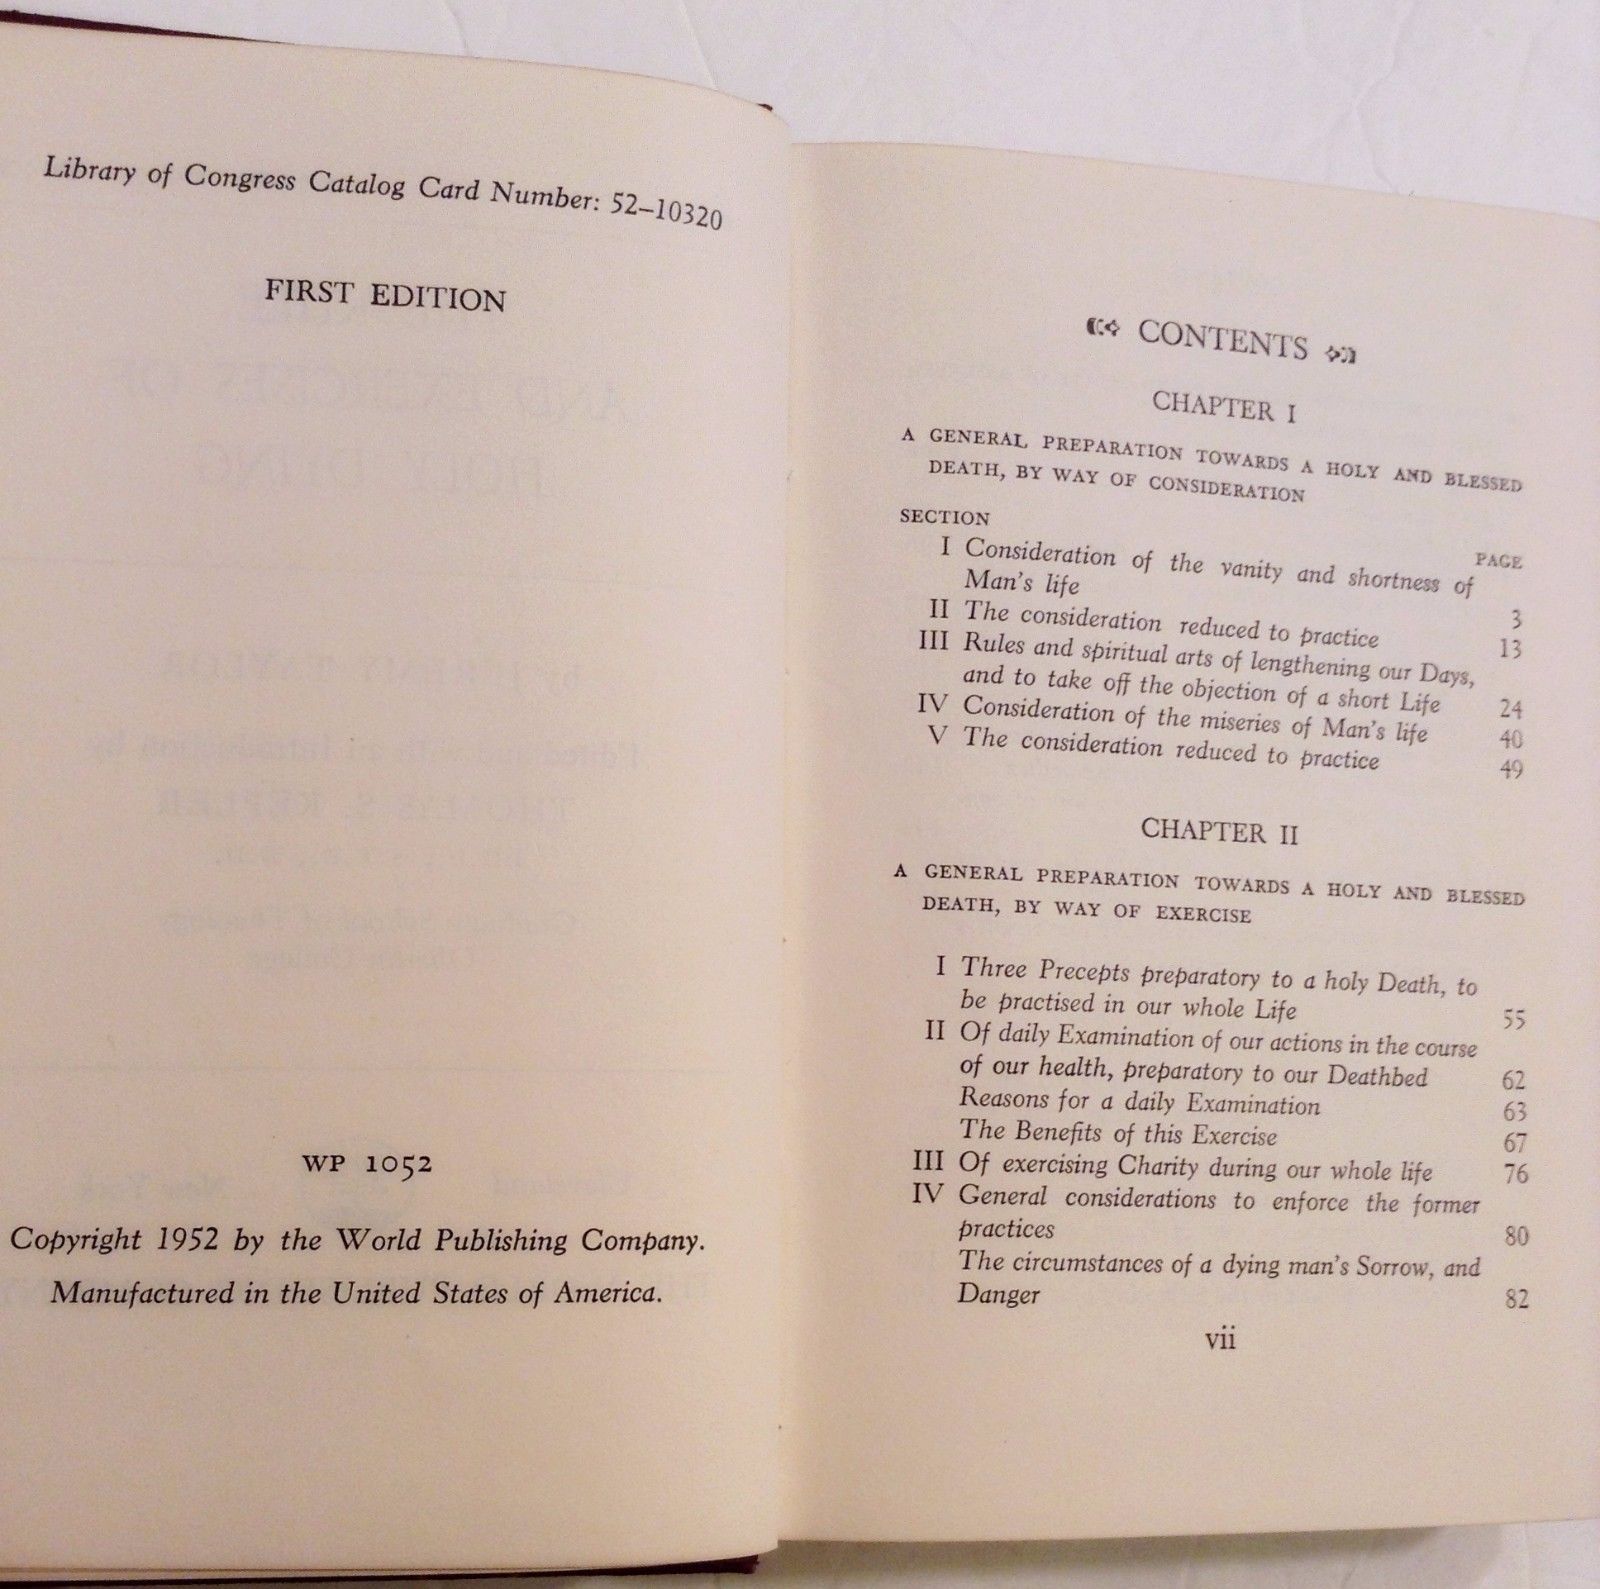 Library of Congress Catalog Card Number: 52–10320
FIRST EDITION
WP 1052
Copyright 1952 by the World Publishing Company.
Manufactured in the United States of America.
CONTENTS
CHAPTER I
A GENERAL PREPARATION TOWARDS A HOLY AND BLESSED
DEATH, BY WAY OF CONSIDERATION
SECTION PAGE
I Consideration of the vanity and shortness of
Man's life 3
II The consideration reduced to practice 13
III Rules and spiritual arts of lengthening our Days,
and to take off the objection of a short Life 24
IV Consideration of the miseries of Man's life 40
V The consideration reduced to practice 49
CHAPTER II
A GENERAL PREPARATION TOWARDS A HOLY AND BLESSED
DEATH, BY WAY OF EXERCISE
I Three Precepts preparatory to a holy Death, to
be practised in our whole Life 55
II Of daily Examination of our actions in the course
of our health, preparatory to our Deathbed 62
Reasons for a daily Examination 63
The Benefits of this Exercise 67
III Of exercising Charity during our whole life 76
IV General considerations to enforce the former
practices 80
The circumstances of a dying man's Sorrow, and
Danger 82
vii